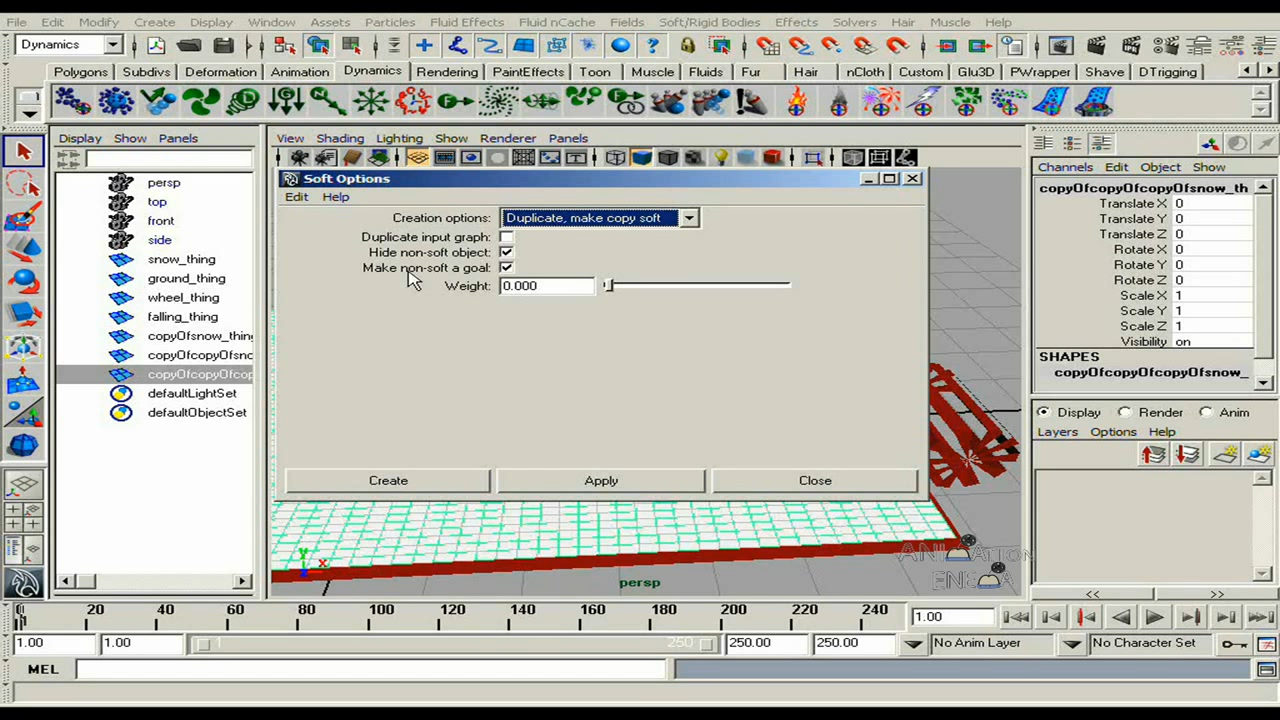 File Edit Modify Create Display Window Assets Particles Fluid Effects Fluid nCache Fields Soft/Rigid Bodies Effects Solvers Hair Muscle Help
Dynamics
Polygons Subdivs Deformation Animation Dynamics Rendering PaintEffects Toon Muscle Fluids Fur Hair nCloth Custom Glu3D PWrapper Shave DTrigging
Display Show Panels
View Shading Lighting Show Renderer Panels
persp
top
front
side
snow_thing
ground_thing
wheel_thing
falling_thing
copyOfsnow_thing
copyOfcopyOfsno
copyOfcopyOfcop
defaultLightSet
defaultObjectSet
Soft Options
Edit Help
Creation options: Duplicate, make copy soft
Duplicate input graph:
Hide non-soft object:
Make non-soft a goal:
Weight: 0.000
Create Apply Close
Y
X
Z
persp
Channels Edit Object Show
copyOfcopyOfcopyOfsnow_th
Translate X 0
Translate Y 0
Translate Z 0
Rotate X 0
Rotate Y 0
Rotate Z 0
Scale X 1
Scale Y 1
Scale Z 1
Visibility on
SHAPES
copyOfcopyOfcopyOfsnow_
Display Render Anim
Layers Options Help
<< >>
20 40 60 80 100 120 140 160 180 200 220 240 1.00
1.00 1.00 1 250 250.00 250.00 No Anim Layer No Character Set
MEL